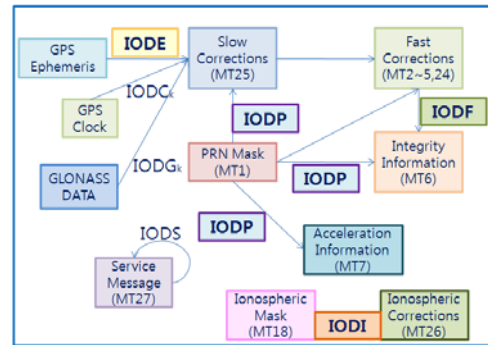 GPS
Ephemeris
IODE
Slow
Corrections
(MT25)
Fast
Corrections
(MT2~5,24)
IODCk
GPS
Clock
IODP
IODF
IODGk
PRN Mask
(MT1)
IODP
Integrity
Information
(MT6)
GLONASS
DATA
IODP
IODS
Acceleration
Information
(MT7)
Service
Message
(MT27)
Ionospheric
Mask
(MT18)
IODI
Ionospheric
Corrections
(MT26)